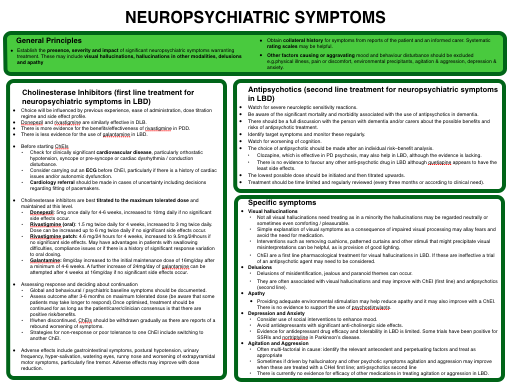 NEUROPSYCHIATRIC SYMPTOMS
General Principles
Establish the presence, severity and impact of significant neuropsychiatric symptoms warranting
treatment. These may include visual hallucinations, hallucinations in other modalities, delusions
and apathy
Obtain collateral history for symptoms from reports of the patient and an informed carer. Systematic
rating scales may be helpful.
Other factors causing or aggravating mood and behaviour disturbance should be excluded
e.g.physical illness, pain or discomfort, environmental precipitants, agitation & aggression, depression &
anxiety.
Cholinesterase Inhibitors (first line treatment for
neuropsychiatric symptoms in LBD)
Choice will be influenced by previous experience, ease of administration, dose titration
regime and side effect profile.
Donepezil and rivastigmine are similarly effective in DLB.
There is more evidence for the benefits/effectiveness of rivastigmine in PDD.
There is less evidence for the use of galantamine in LBD.
Before starting ChEIs
Check for clinically significant cardiovascular disease, particularly orthostatic
hypotension, syncope or pre-syncope or cardiac dysrhythmia / conduction
disturbance.
Consider carrying out an ECG before ChEI, particularly if there is a history of cardiac
issues and/or autonomic dysfunction.
Cardiology referral should be made in cases of uncertainty including decisions
regarding fitting of pacemakers.
Cholinesterase inhibitors are best titrated to the maximum tolerated dose and
maintained at this level.
Donepezil: 5mg once daily for 4-6 weeks, increased to 10mg daily if no significant
side effects occur.
Rivastigmine (oral): 1.5 mg twice daily for 4 weeks, increased to 3 mg twice daily.
Dose can be increased up to 6 mg twice daily if no significant side effects occur.
Rivastigmine patch: 4.6 mg/24 hours for 4 weeks, increased to 9.5mg/24hours if
no significant side effects. May have advantages in patients with swallowing
difficulties, compliance issues or if there is a history of significant response variation
to oral dosing.
Galantamine: 8mg increased to the initial maintenance dose of 16mg/day after
a minimum of 4-6 weeks. A further increase of 24mg/day of galantamine can be
attempted after 4 weeks at 16mg/day if no significant side effects occur.
Assessing response and deciding about continuation
Global and behavioural / psychiatric baseline symptoms should be documented.
Assess outcome after 3-6 months on maximum tolerated dose (be aware that some
patients may take longer to respond). Once optimised, treatment should be
continued for as long as the patient/carer/clinician consensus is that there are
possible risks/benefits.
If/when discontinued, ChEIs should be withdrawn gradually as there are reports of a
rebound worsening of symptoms.
Strategies for non-response or poor tolerance to one ChEI include switching to
another ChEI.
Adverse effects include gastrointestinal symptoms, postural hypotension, urinary
frequency, hyper-salivation, watering eyes, runny nose and worsening of extrapyramidal
motor symptoms, particularly fine tremor. Adverse effects may improve with dose
reduction.
Antipsychotics (second line treatment for neuropsychiatric symptoms
in LBD)
Watch for severe neuroleptic sensitivity reactions.
Be aware of the significant mortality and morbidity associated with the use of antipsychotics in dementia.
There should be a full discussion with the person with dementia and/or carers about the possible benefits and
risks of antipsychotic treatment.
Identify target symptoms and monitor these regularly.
Watch for worsening of cognition.
The choice of antipsychotic should be made after an individual risk–benefit analysis.
Clozapine, which is effective in PD psychosis, may also help in LBD, although the evidence is lacking.
There is no evidence to favour any other anti-psychotic drug in LBD although quetiapine appears to have the
least side effects.
The lowest possible dose should be initiated and then titrated upwards.
Treatment should be time limited and regularly reviewed (every three months or according to clinical need).
Specific symptoms
Visual hallucinations
Not all visual hallucinations need treating as in a minority the hallucinations may be regarded neutrally or
sometimes even comforting / pleasurable.
Simple explanation of visual symptoms as a consequence of impaired visual processing may allay fears and
avoid the need for medication.
Interventions such as removing cushions, patterned curtains and other stimuli that might precipitate visual
misinterpretations can be helpful, as is provision of good lighting.
ChEI are a first line pharmacological treatment for visual hallucinations in LBD. If these are ineffective a trial
of an antipsychotic agent may need to be considered.
Delusions
Delusions of misidentification, jealous and paranoid themes can occur.
They are often associated with visual hallucinations and may improve with ChEI (first line) and antipsychotics
(second line).
Apathy
Providing adequate environmental stimulation may help reduce apathy and it may also improve with a ChEI.
There is no evidence to support the use of psychostimulants.
Depression and Anxiety
Consider use of social interventions to enhance mood.
Avoid antidepressants with significant anti-cholinergic side effects.
Evidence for antidepressant drug efficacy and tolerability in LBD is limited. Some trials have been positive for
SSRIs and nortriptyline in Parkinson's disease.
Agitation and Aggression
Often multi-factorial in cause: identify the relevant antecedents and perpetuating factors and treat as
appropriate
Sometimes if driven by hallucinatory and other psychotic symptoms agitation and aggression may improve
when these are treated with a ChEI first line and antipsychotics second line.
There is currently no evidence for efficacy of other medications in treating agitation or aggression in LBD.